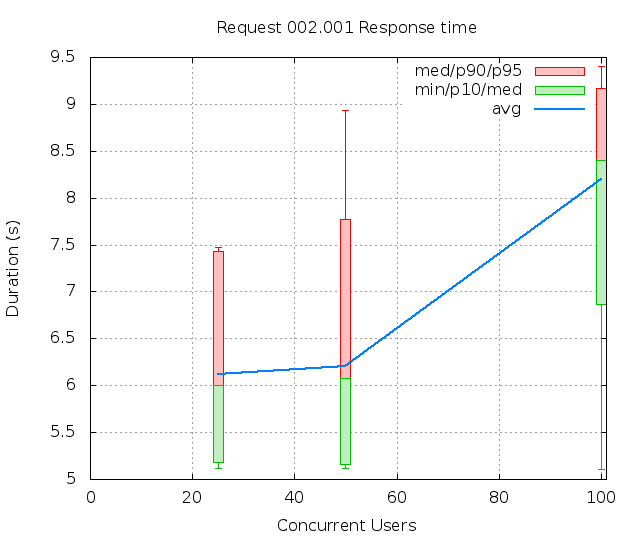 Request 002.001 Response time
9.5
9
8.5
8
7.5
7
6.5
6
5.5
5
Duration (s)
med/p90/p95
min/p10/med
avg
0 20 40 60 80 100
Concurrent Users